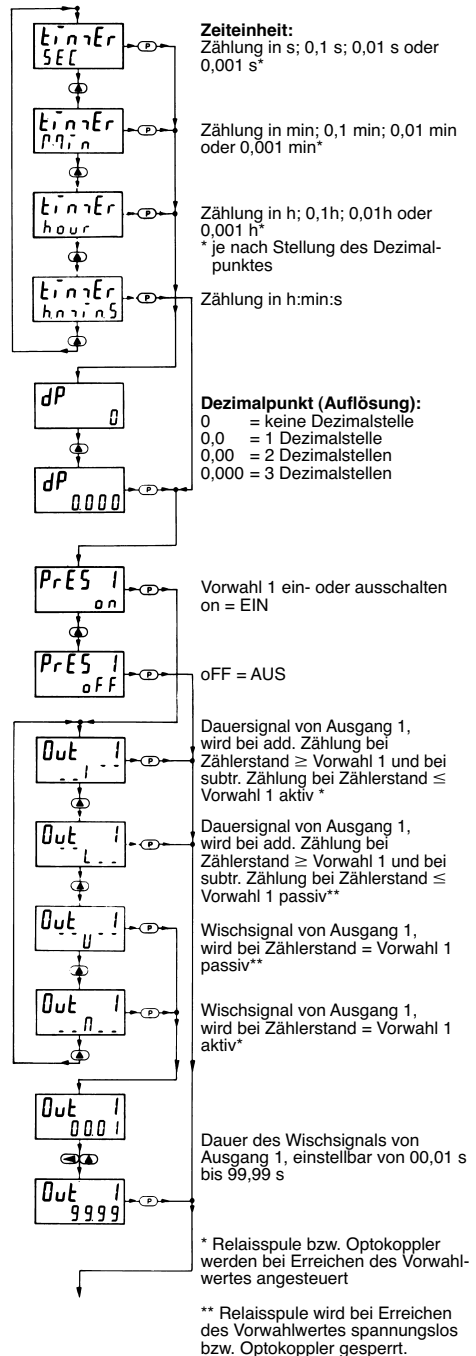 tinnEr
SEC
P
Zeiteinheit:
Zählung in s; 0,1 s; 0,01 s oder
0,001 s*
tinnEr
P
Zählung in min; 0,1 min; 0,01 min
oder 0,001 min*
tinnEr
hour
P
Zählung in h; 0,1h; 0,01h oder
0,001 h*
* je nach Stellung des Dezimal-
punktes
tinnEr
P
Zählung in h:min:s
dP
0
Dezimalpunkt (Auflösung):
0 = keine Dezimalstelle
0,0 = 1 Dezimalstelle
0,00 = 2 Dezimalstellen
0,000 = 3 Dezimalstellen
dP
0.000
P
PrES 1
on
P
Vorwahl 1 ein- oder ausschalten
on = EIN
PrES 1
oFF
P
oFF = AUS
Out 1
P
Dauersignal von Ausgang 1,
wird bei add. Zählung bei
Zählerstand ≥ Vorwahl 1 und bei
subtr. Zählung bei Zählerstand ≤
Vorwahl 1 aktiv *
Out 1
P
Dauersignal von Ausgang 1,
wird bei add. Zählung bei
Zählerstand ≥ Vorwahl 1 und bei
subtr. Zählung bei Zählerstand ≤
Vorwahl 1 passiv**
Out 1
P
Wischsignal von Ausgang 1,
wird bei Zählerstand = Vorwahl 1
passiv**
Out 1
P
Wischsignal von Ausgang 1,
wird bei Zählerstand = Vorwahl 1
aktiv*
Out 1
00.01
Dauer des Wischsignals von
Ausgang 1, einstellbar von 00,01 s
bis 99,99 s
Out 1
99.99
P
* Relaisspule bzw. Optokoppler
werden bei Erreichen des Vorwahl-
wertes angesteuert
** Relaisspule wird bei Erreichen
des Vorwahlwertes spannungslos
bzw. Optokoppler gesperrt.